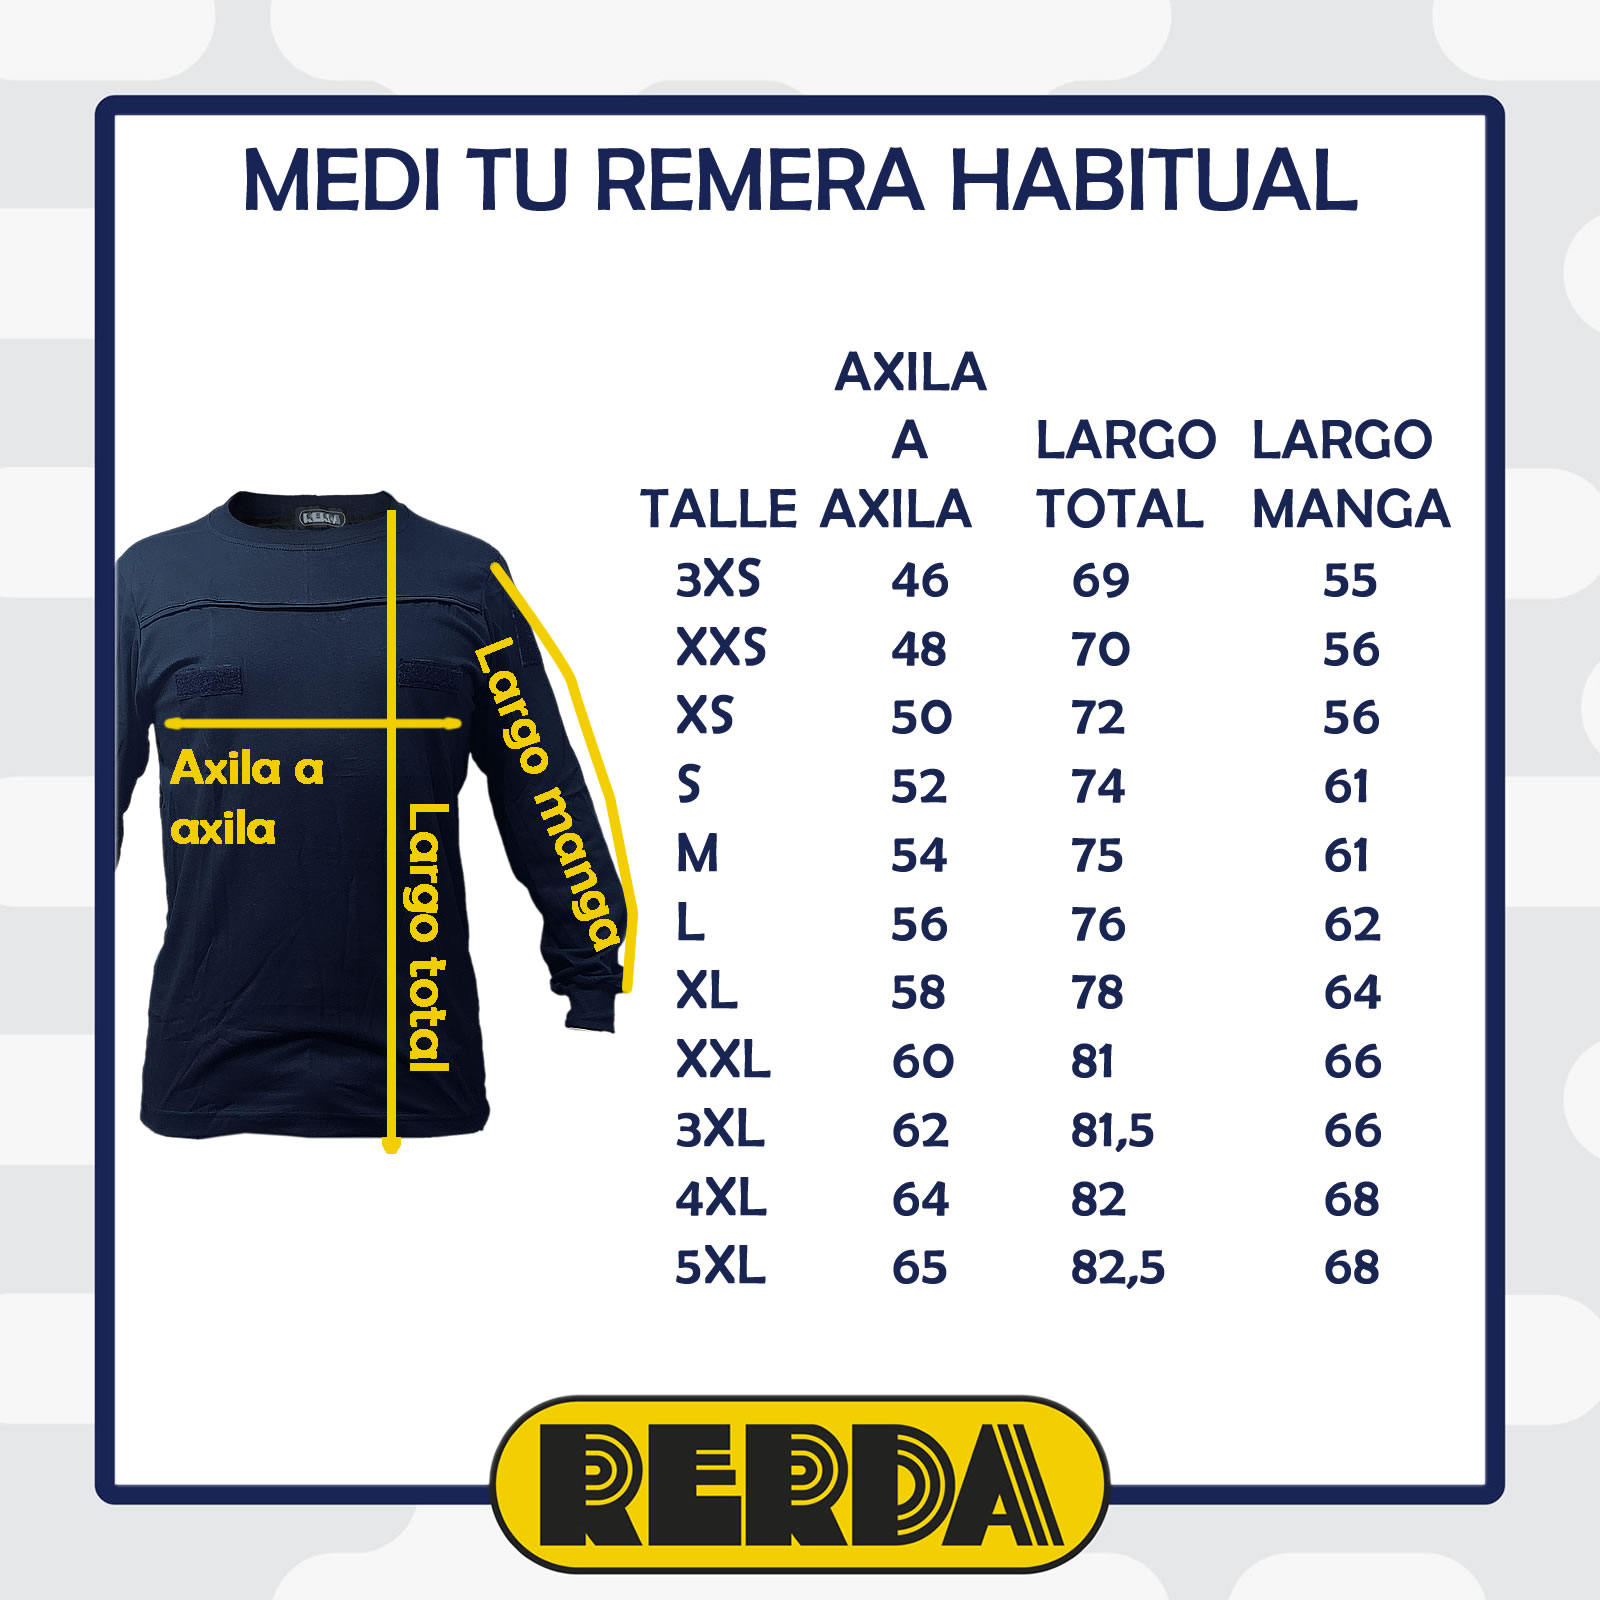 MEDI TU REMERA HABITUAL
AXILA
A LARGO LARGO
TALLE AXILA TOTAL MANGA
3XS 46 69 55
XXS 48 70 56
XS 50 72 56
S 52 74 61
M 54 75 61
L 56 76 62
XL 58 78 64
XXL 60 81 66
3XL 62 81,5 66
4XL 64 82 68
5XL 65 82,5 68
RERDA
Axila a
axila
Largo total
Largo manga
RERDA